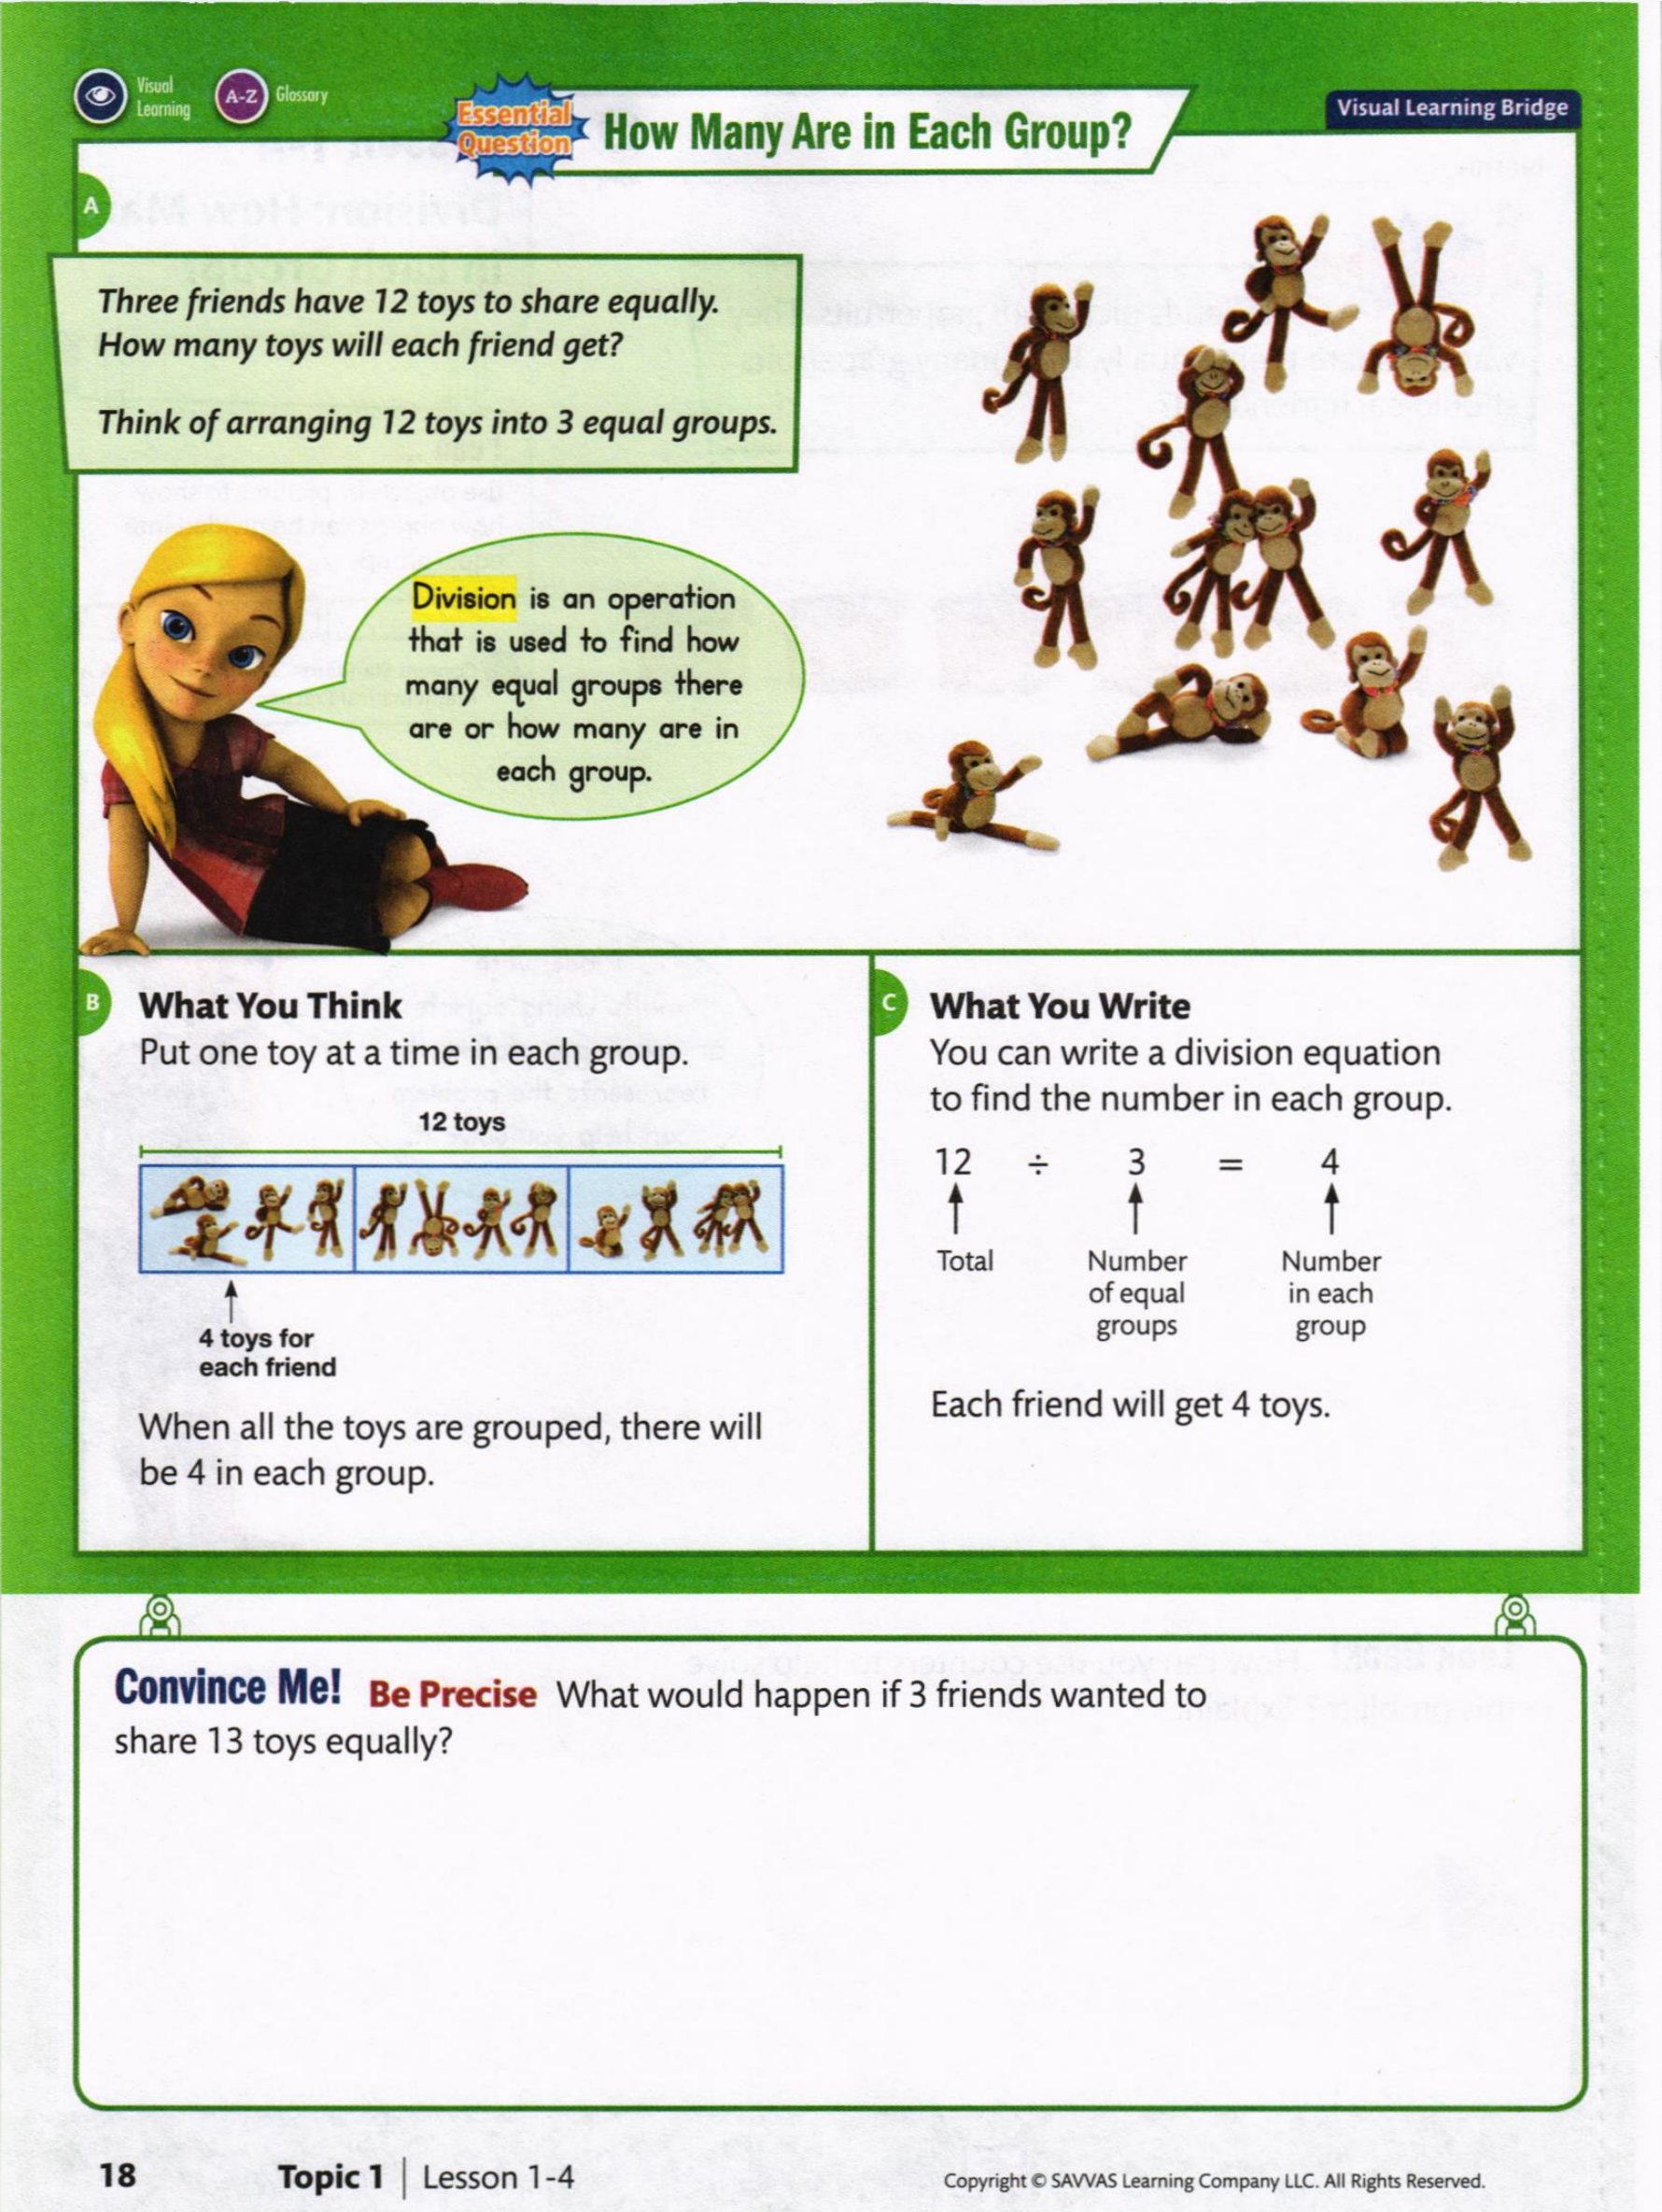 Visual
Learning
A-Z Glossary
Essential
Question
How Many Are in Each Group?
Visual Learning Bridge
A
Three friends have 12 toys to share equally.
How many toys will each friend get?
Think of arranging 12 toys into 3 equal groups.
Division is an operation
that is used to find how
many equal groups there
are or how many are in
each group.
B What You Think
Put one toy at a time in each group.
12 toys
4 toys for
each friend
When all the toys are grouped, there will
be 4 in each group.
C What You Write
You can write a division equation
to find the number in each group.
12 ÷ 3 = 4
Total Number Number
of equal in each
groups group
Each friend will get 4 toys.
Convince Me! Be Precise What would happen if 3 friends wanted to
share 13 toys equally?
18 Topic 1 | Lesson 1-4 Copyright © SAVVAS Learning Company LLC. All Rights Reserved.